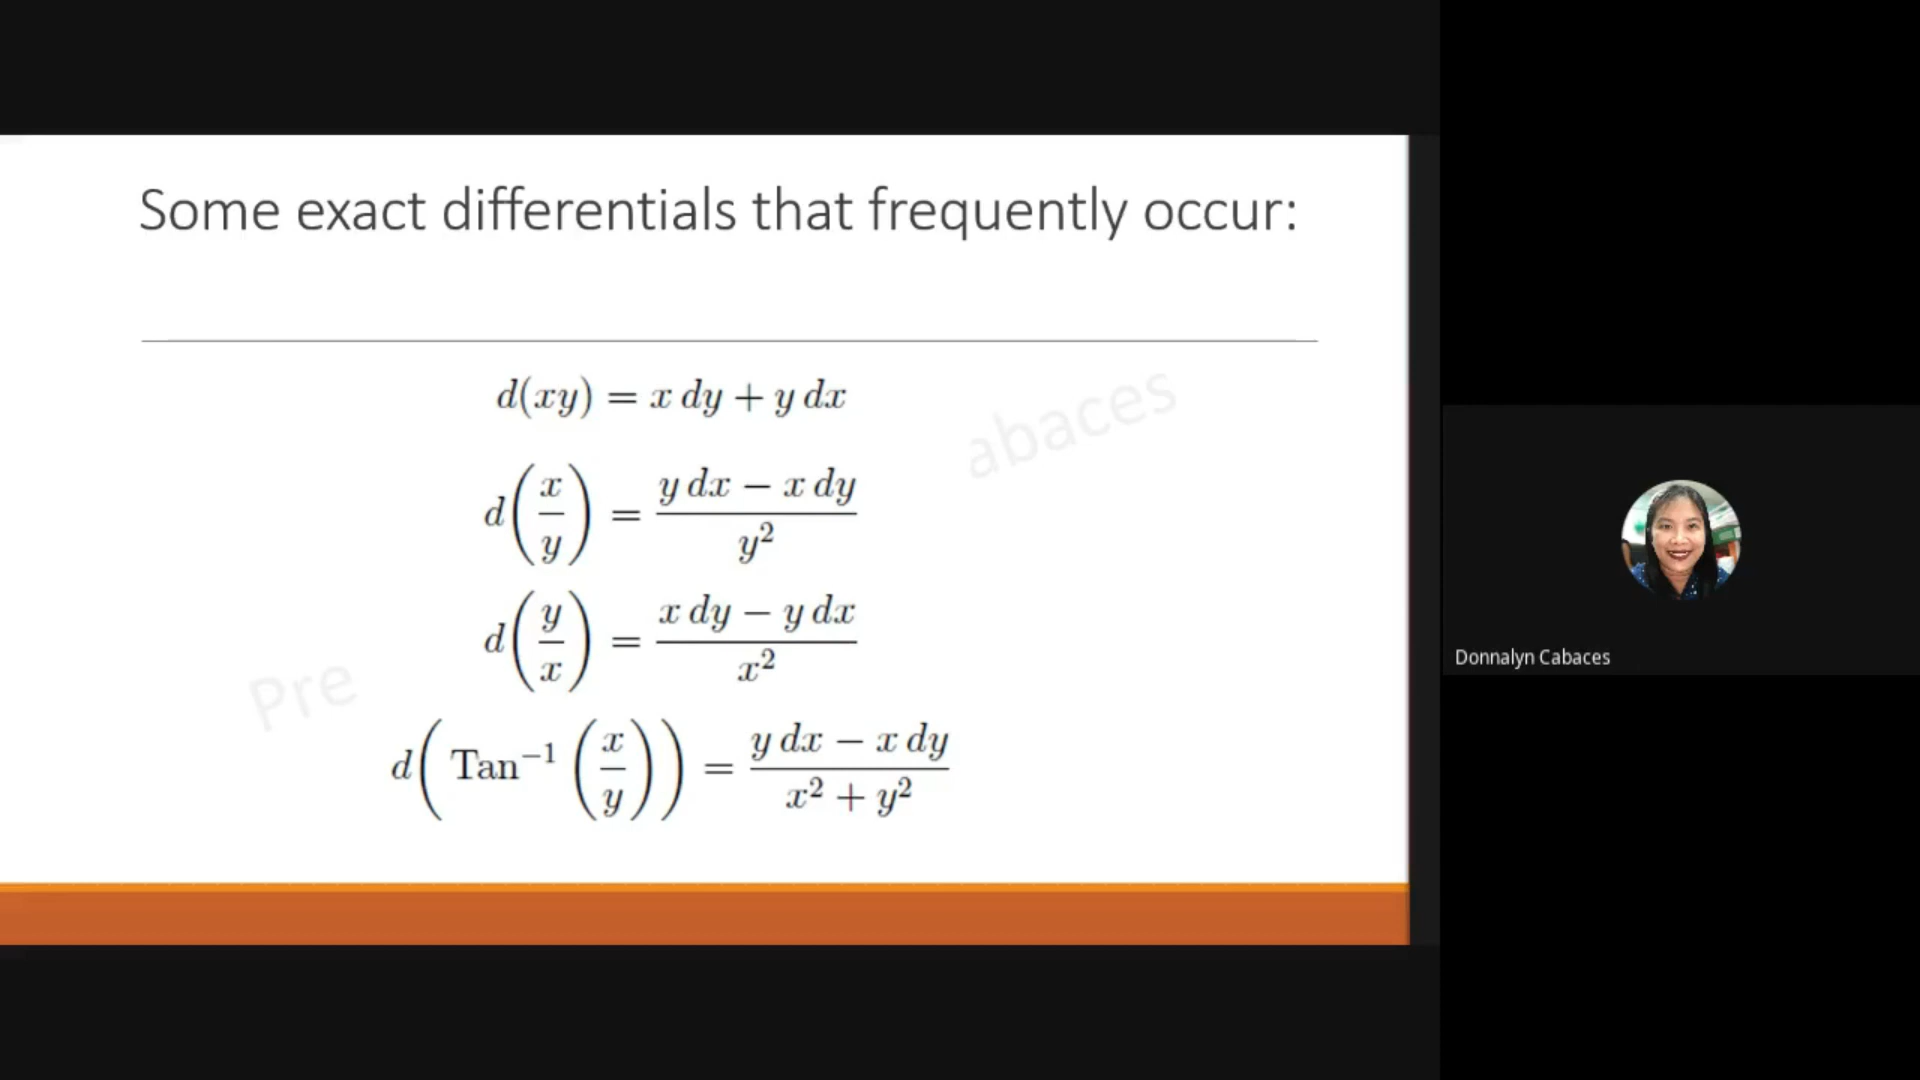 Some exact differentials that frequently occur:
d(xy) = x dy + y dx
abaces
d(x/y) = (y dx − x dy)/y²
d(y/x) = (x dy − y dx)/x²
Pre
d(Tan⁻¹(x/y)) = (y dx − x dy)/(x² + y²)
Donnalyn Cabaces